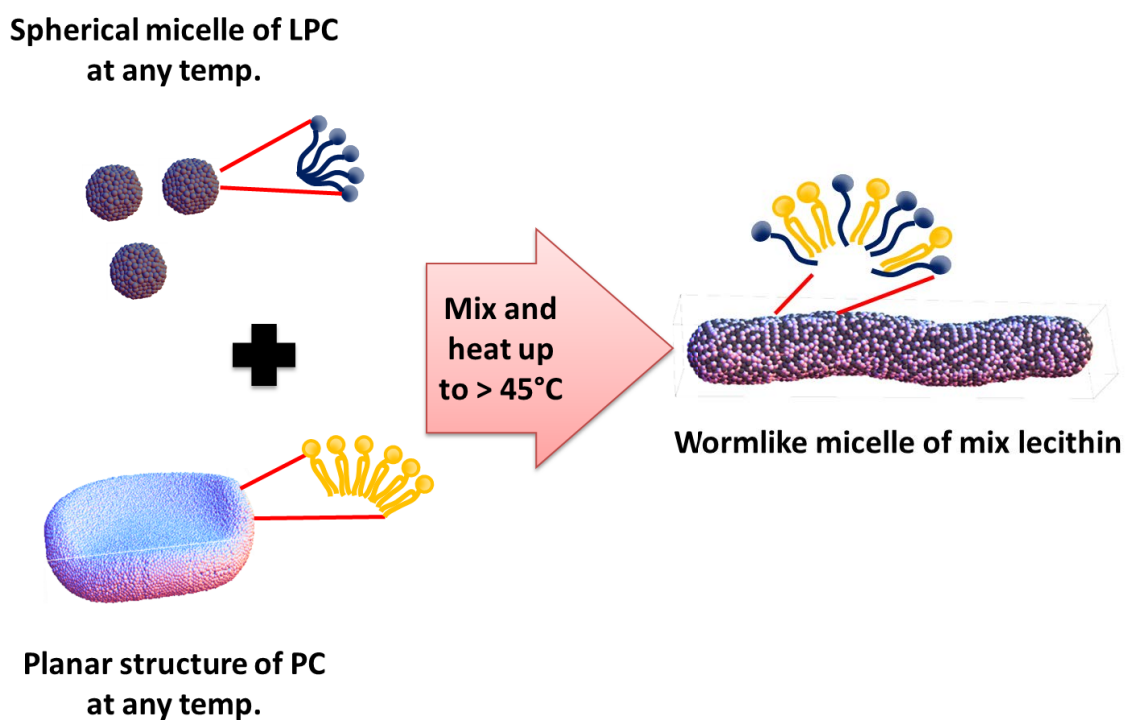 Spherical micelle of LPC
at any temp.
Mix and
heat up
to > 45°C
Wormlike micelle of mix lecithin
Planar structure of PC
at any temp.